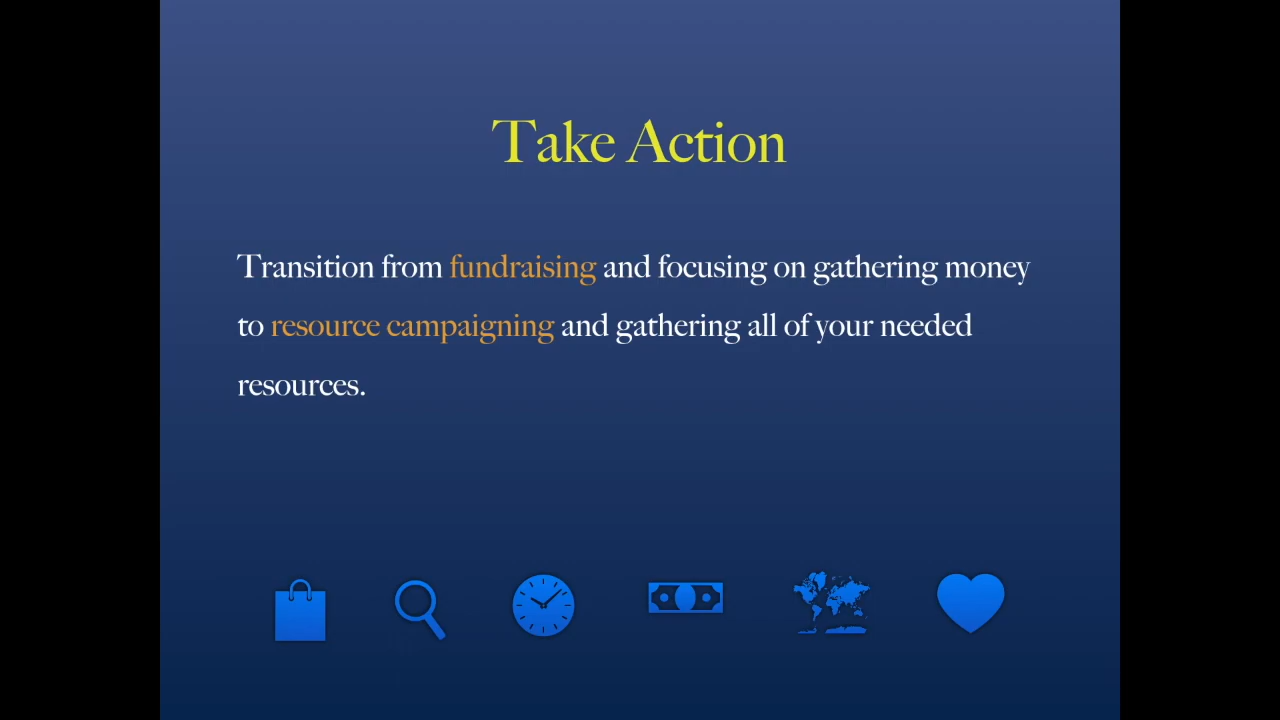 Take Action
Transition from fundraising and focusing on gathering money
to resource campaigning and gathering all of your needed
resources.